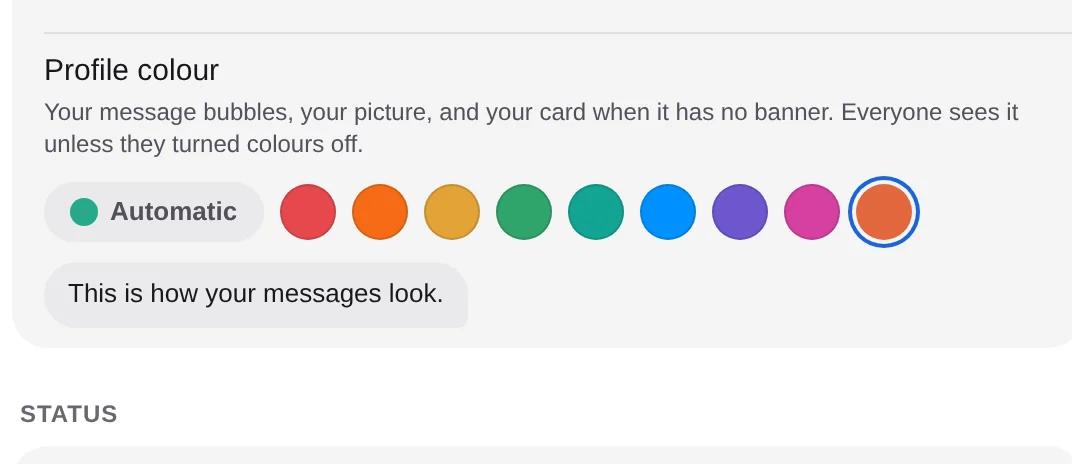 Profile colour
Your message bubbles, your picture, and your card when it has no banner. Everyone sees it
unless they turned colours off.
Automatic
This is how your messages look.
STATUS